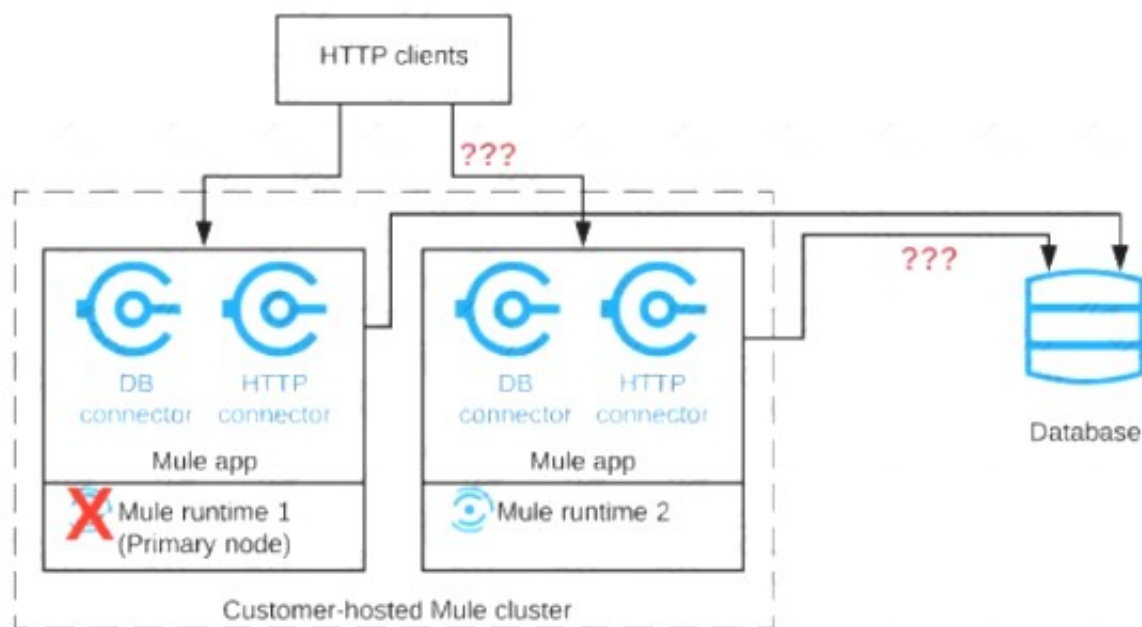 HTTP clients
???
???
DB
connector
HTTP
connector
DB
connector
HTTP
connector
Database
Mule app
Mule app
Mule runtime 1
(Primary node)
Mule runtime 2
Customer-hosted Mule cluster